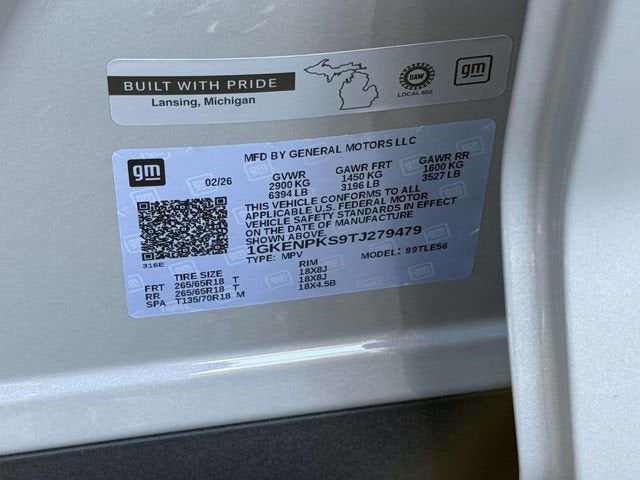 BUILT WITH PRIDE
Lansing, Michigan
UAW
LOCAL 602
gm
gm
MFD BY GENERAL MOTORS LLC
02/26
GVWR GAWR FRT GAWR RR
2900 KG 1450 KG 1600 KG
6394 LB 3196 LB 3527 LB
THIS VEHICLE CONFORMS TO ALL
APPLICABLE U.S. FEDERAL MOTOR
VEHICLE SAFETY STANDARDS IN EFFECT
ON THE DATE OF MANUFACTURE
SHOWN ABOVE
1GKENPKS9TJ279479
TYPE: MPV MODEL: 99TLE56
316E
TIRE SIZE RIM
FRT 265/65R18 T 18X8J
RR 265/65R18 T 18X8J
SPA T135/70R18 M 18X4.5B